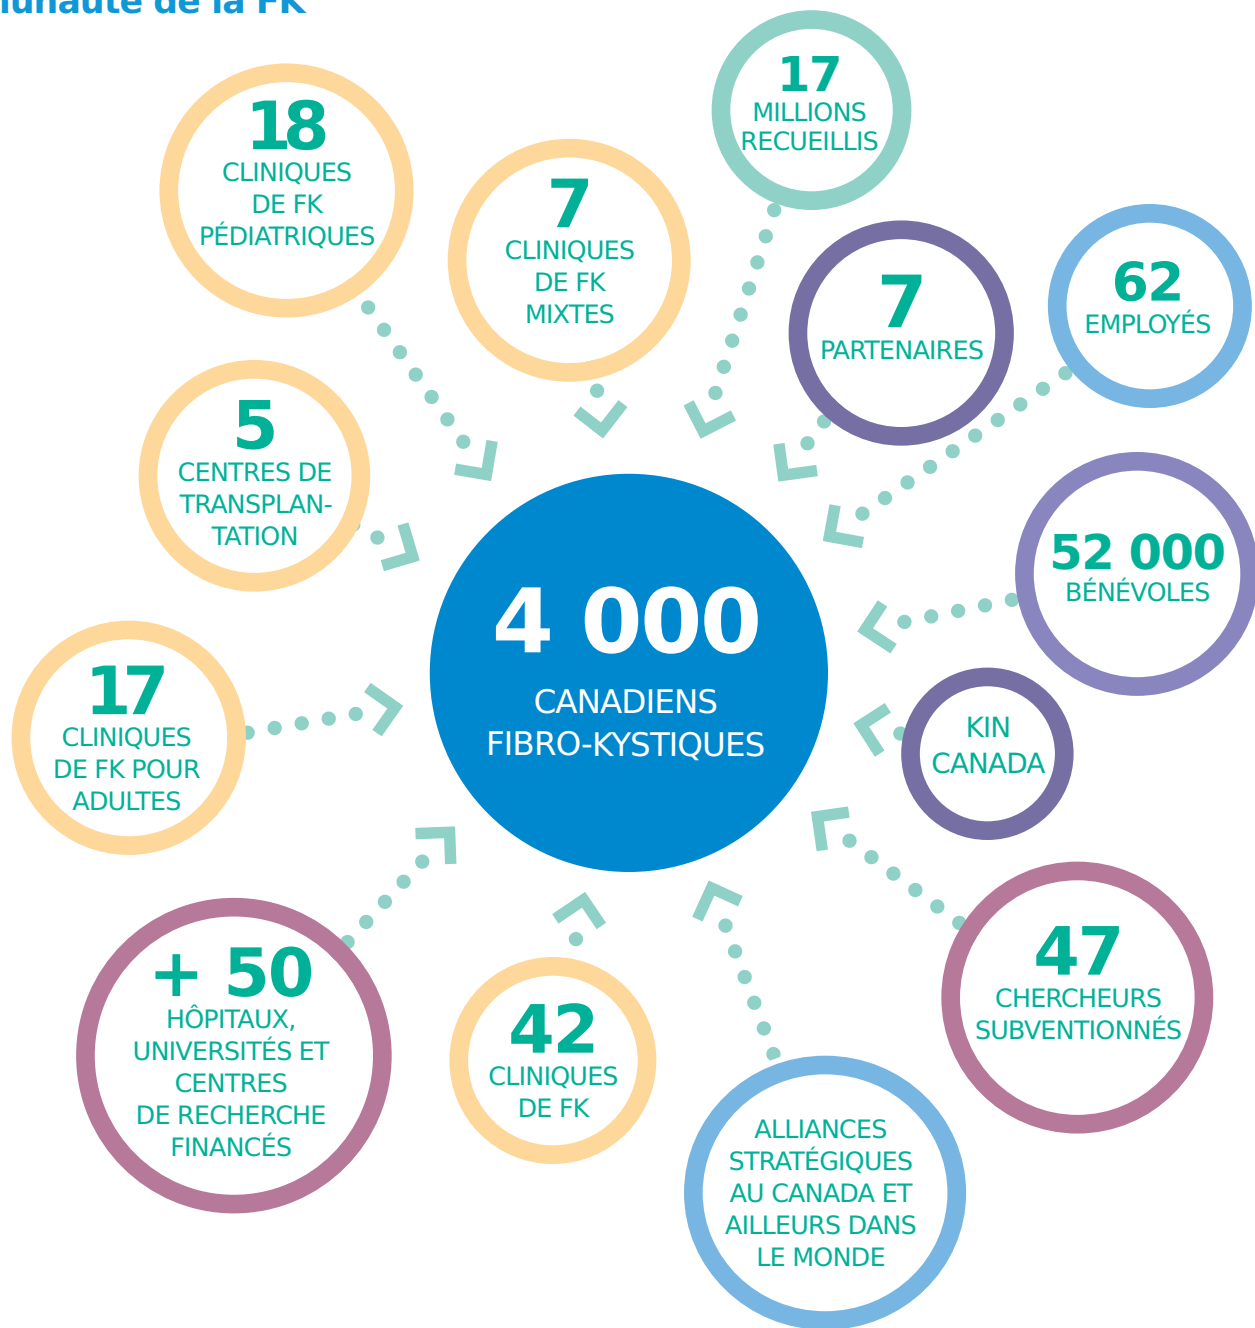 de la FK
18
CLINIQUES
DE FK
PÉDIATRIQUES
7
CLINIQUES
DE FK
MIXTES
17
MILLIONS
RECUEILLIS
7
PARTENAIRES
62
EMPLOYÉS
5
CENTRES DE
TRANSPLAN-
TATION
52 000
BÉNÉVOLES
4 000
CANADIENS
FIBRO-KYSTIQUES
17
CLINIQUES
DE FK POUR
ADULTES
KIN
CANADA
+ 50
HÔPITAUX,
UNIVERSITÉS ET
CENTRES
DE RECHERCHE
FINANCÉS
42
CLINIQUES
DE FK
47
CHERCHEURS
SUBVENTIONNÉS
ALLIANCES
STRATÉGIQUES
AU CANADA ET
AILLEURS DANS
LE MONDE